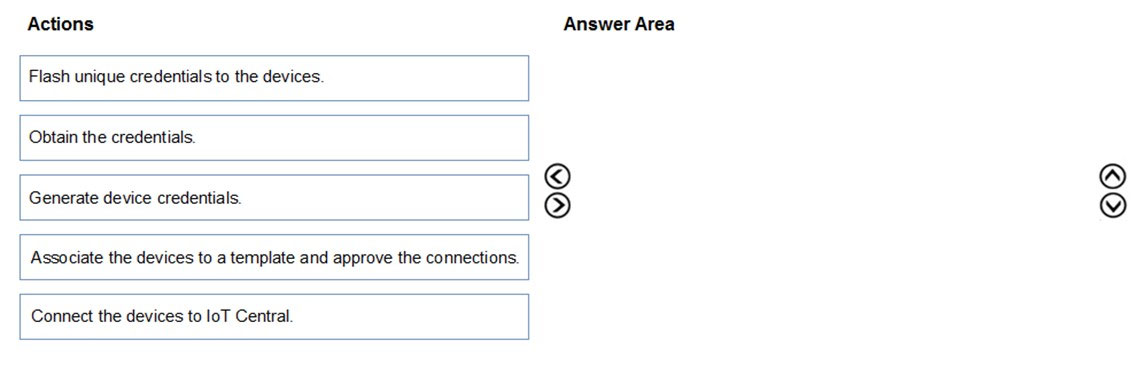 Actions
Answer Area
Flash unique credentials to the devices.
Obtain the credentials.
Generate device credentials.
Associate the devices to a template and approve the connections.
Connect the devices to IoT Central.